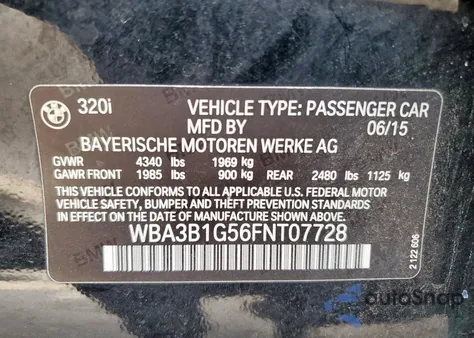 320i VEHICLE TYPE: PASSENGER CAR
MFD BY 06/15
BAYERISCHE MOTOREN WERKE AG
GVWR 4340 lbs 1969 kg
GAWR FRONT 1985 lbs 900 kg REAR 2480 lbs 1125 kg
THIS VEHICLE CONFORMS TO ALL APPLICABLE U.S. FEDERAL MOTOR
VEHICLE SAFETY, BUMPER, AND THEFT PREVENTION STANDARDS IN
EFFECT ON THE DATE OF MANUFACTURE SHOWN ABOVE.
WBA3B1G56FNT07728
2 122 606
autoSnap